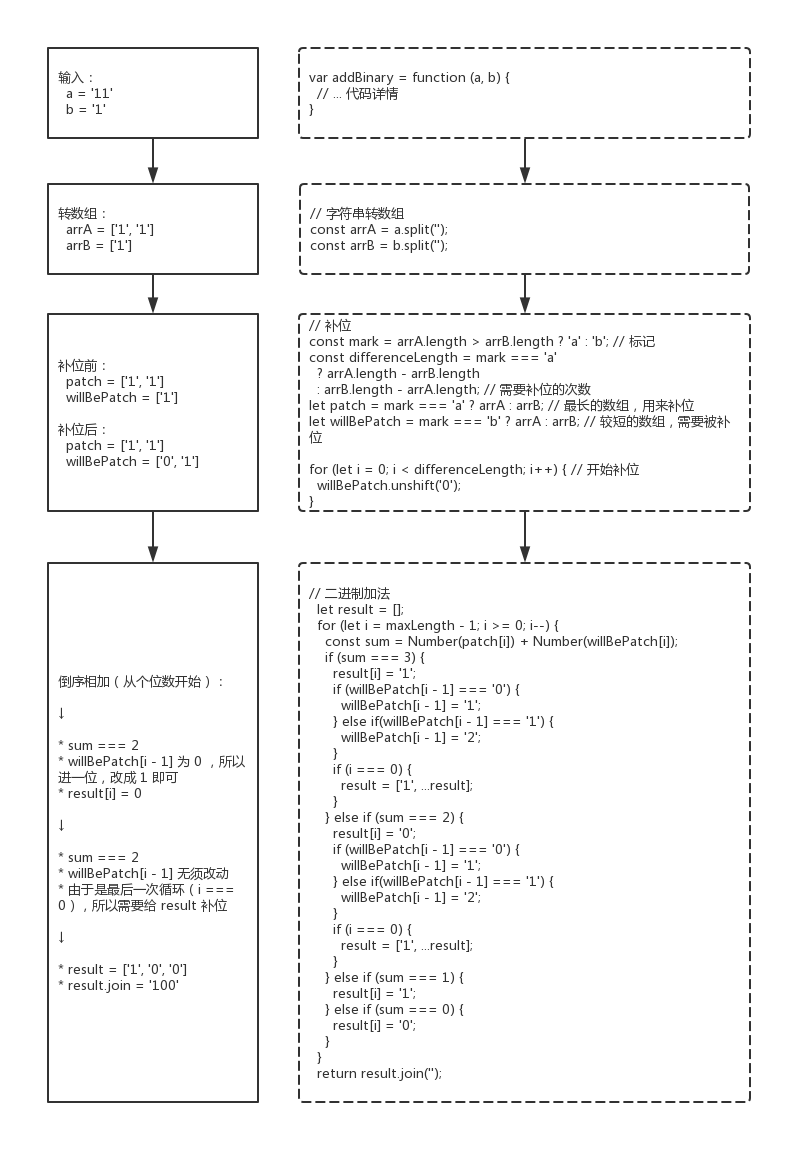 输入：
a = '11'
b = '1'
var addBinary = function (a, b) {
// ... 代码详情
}
转数组：
arrA = ['1', '1']
arrB = ['1']
// 字符串转数组
const arrA = a.split('');
const arrB = b.split('');
补位前：
patch = ['1', '1']
willBePatch = ['1']
补位后：
patch = ['1', '1']
willBePatch = ['0', '1']
// 补位
const mark = arrA.length > arrB.length ? 'a' : 'b'; // 标记
const differenceLength = mark === 'a'
? arrA.length - arrB.length
: arrB.length - arrA.length; // 需要补位的次数
let patch = mark === 'a' ? arrA : arrB; // 最长的数组，用来补位
let willBePatch = mark === 'b' ? arrA : arrB; // 较短的数组，需要被补
位
for (let i = 0; i < differenceLength; i++) { // 开始补位
willBePatch.unshift('0');
}
倒序相加（从个位数开始）：
↓
* sum === 2
* willBePatch[i - 1] 为 0 ，所以
进一位，改成 1 即可
* result[i] = 0
↓
* sum === 2
* willBePatch[i - 1] 无须改动
* 由于是最后一次循环（ i ===
0 ），所以需要给 result 补位
↓
* result = ['1', '0', '0']
* result.join = '100'
// 二进制加法
let result = [];
for (let i = maxLength - 1; i >= 0; i--) {
const sum = Number(patch[i]) + Number(willBePatch[i]);
if (sum === 3) {
result[i] = '1';
if (willBePatch[i - 1] === '0') {
willBePatch[i - 1] = '1';
} else if(willBePatch[i - 1] === '1') {
willBePatch[i - 1] = '2';
}
if (i === 0) {
result = ['1', ...result];
}
} else if (sum === 2) {
result[i] = '0';
if (willBePatch[i - 1] === '0') {
willBePatch[i - 1] = '1';
} else if(willBePatch[i - 1] === '1') {
willBePatch[i - 1] = '2';
}
if (i === 0) {
result = ['1', ...result];
}
} else if (sum === 1) {
result[i] = '1';
} else if (sum === 0) {
result[i] = '0';
}
}
return result.join('');